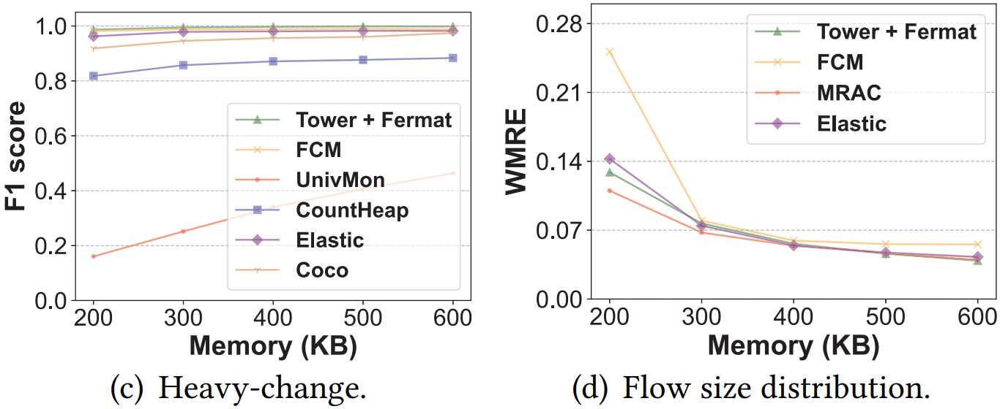 F1 score
1.0
0.8
0.6
0.4
0.2
0.0
Tower + Fermat
FCM
UnivMon
CountHeap
Elastic
Coco
200 300 400 500 600
Memory (KB)
(c) Heavy-change.
WMRE
0.28
0.21
0.14
0.07
0.00
Tower + Fermat
FCM
MRAC
Elastic
200 300 400 500 600
Memory (KB)
(d) Flow size distribution.